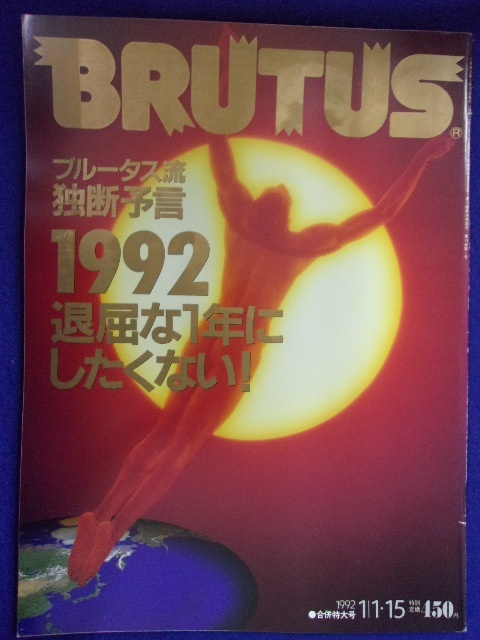 BRUTUS
®
ブルータス流
独断予言
1992
退屈な1年に
したくない!
1992 1/1・15 特別定価450円
●合併特大号